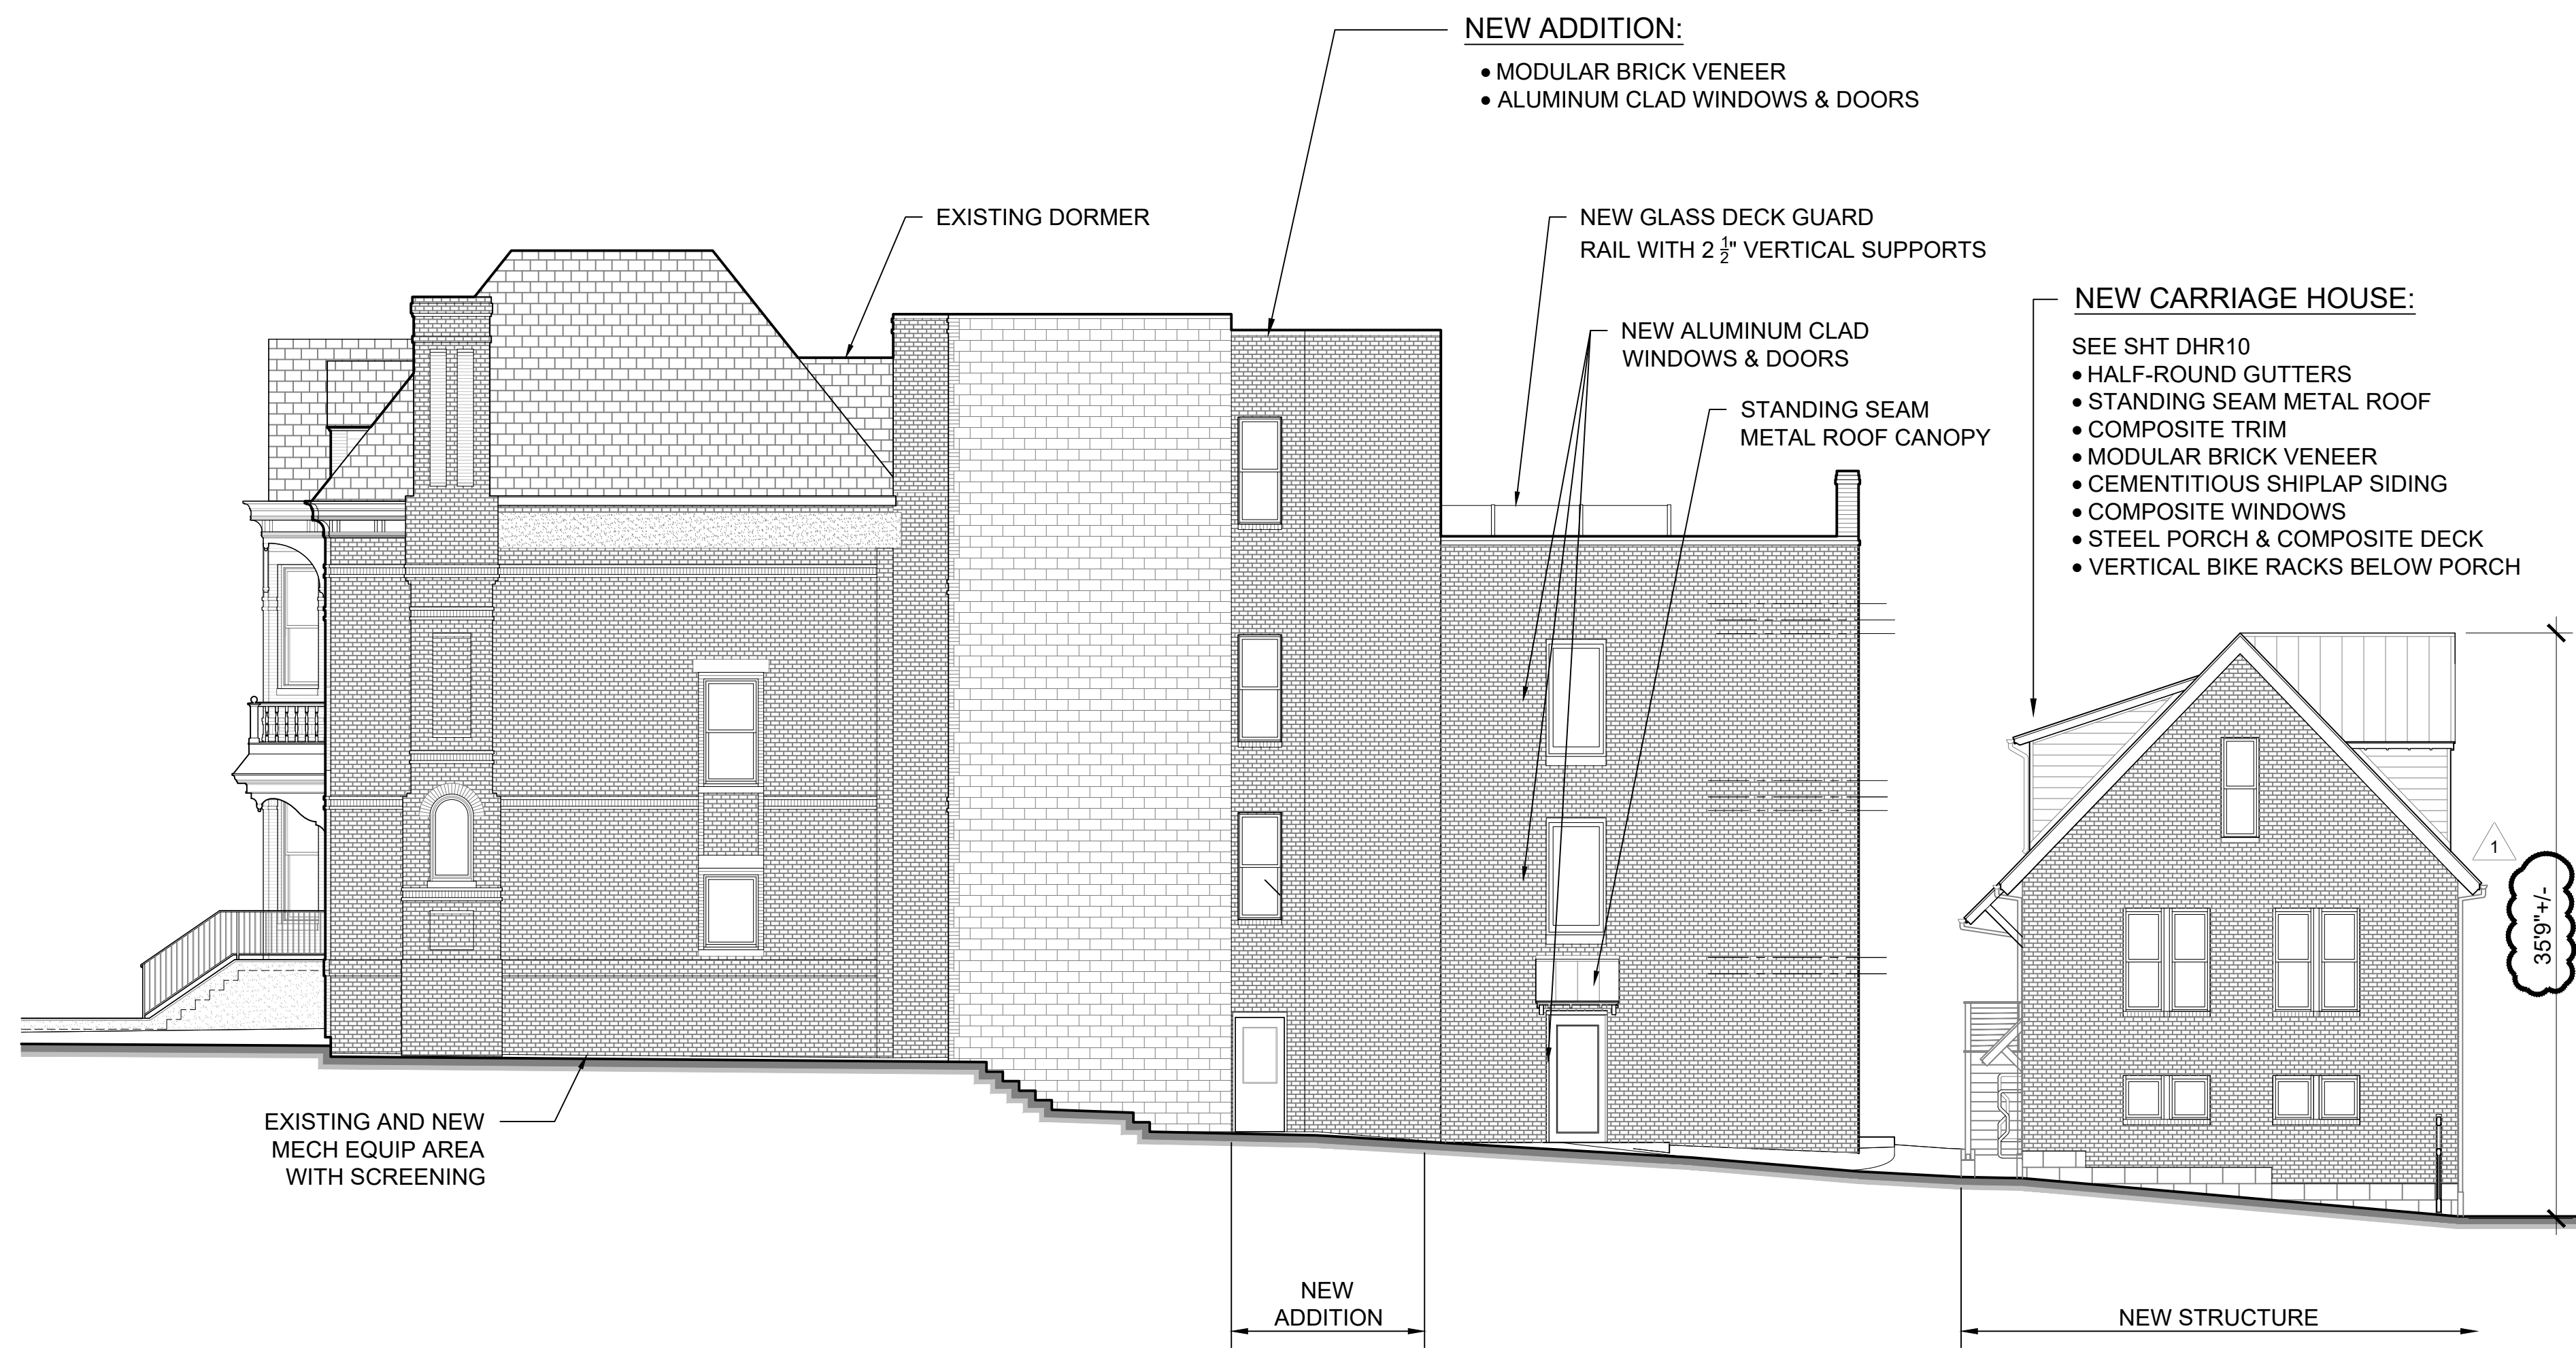 NEW ADDITION:
• MODULAR BRICK VENEER
• ALUMINUM CLAD WINDOWS & DOORS
EXISTING DORMER
NEW GLASS DECK GUARD
RAIL WITH 2 1/2" VERTICAL SUPPORTS
NEW ALUMINUM CLAD
WINDOWS & DOORS
STANDING SEAM
METAL ROOF CANOPY
NEW CARRIAGE HOUSE:
SEE SHT DHR10
• HALF-ROUND GUTTERS
• STANDING SEAM METAL ROOF
• COMPOSITE TRIM
• MODULAR BRICK VENEER
• CEMENTITIOUS SHIPLAP SIDING
• COMPOSITE WINDOWS
• STEEL PORCH & COMPOSITE DECK
• VERTICAL BIKE RACKS BELOW PORCH
1
35'9"+/-
EXISTING AND NEW
MECH EQUIP AREA
WITH SCREENING
NEW
ADDITION
NEW STRUCTURE